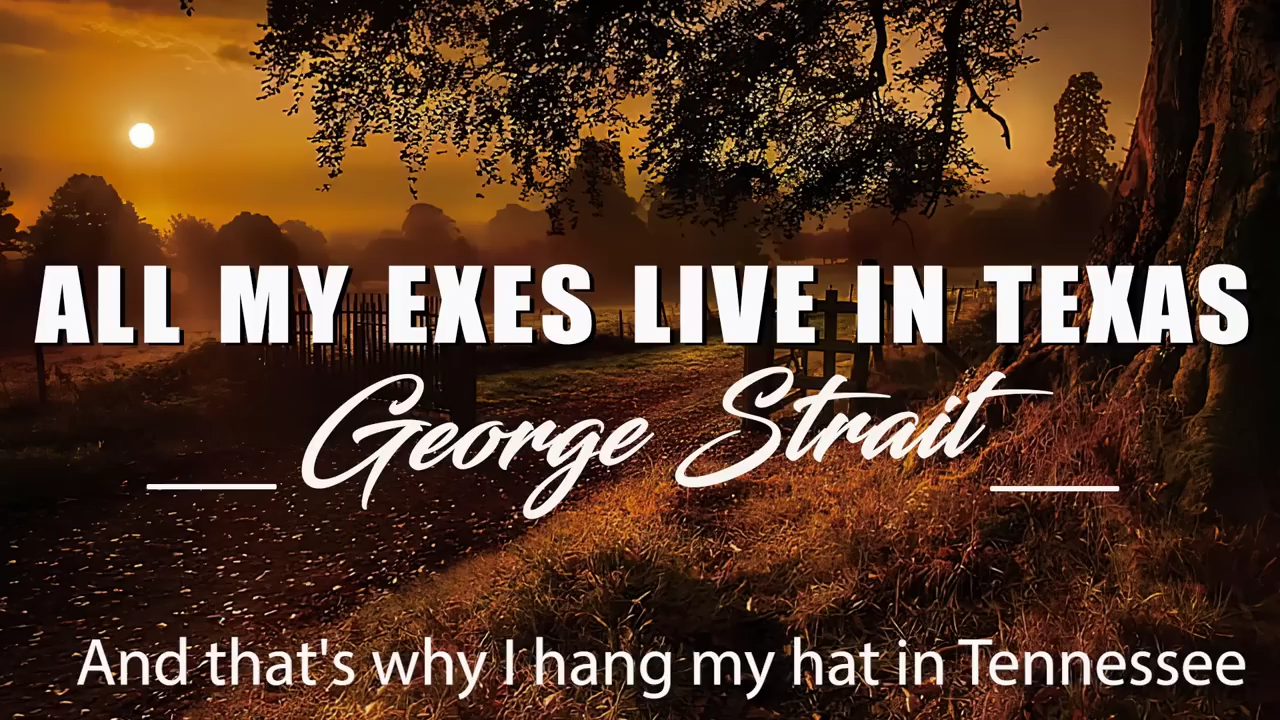 ALL MY EXES LIVE IN TEXAS
George Strait
And that's why I hang my hat in Tennessee